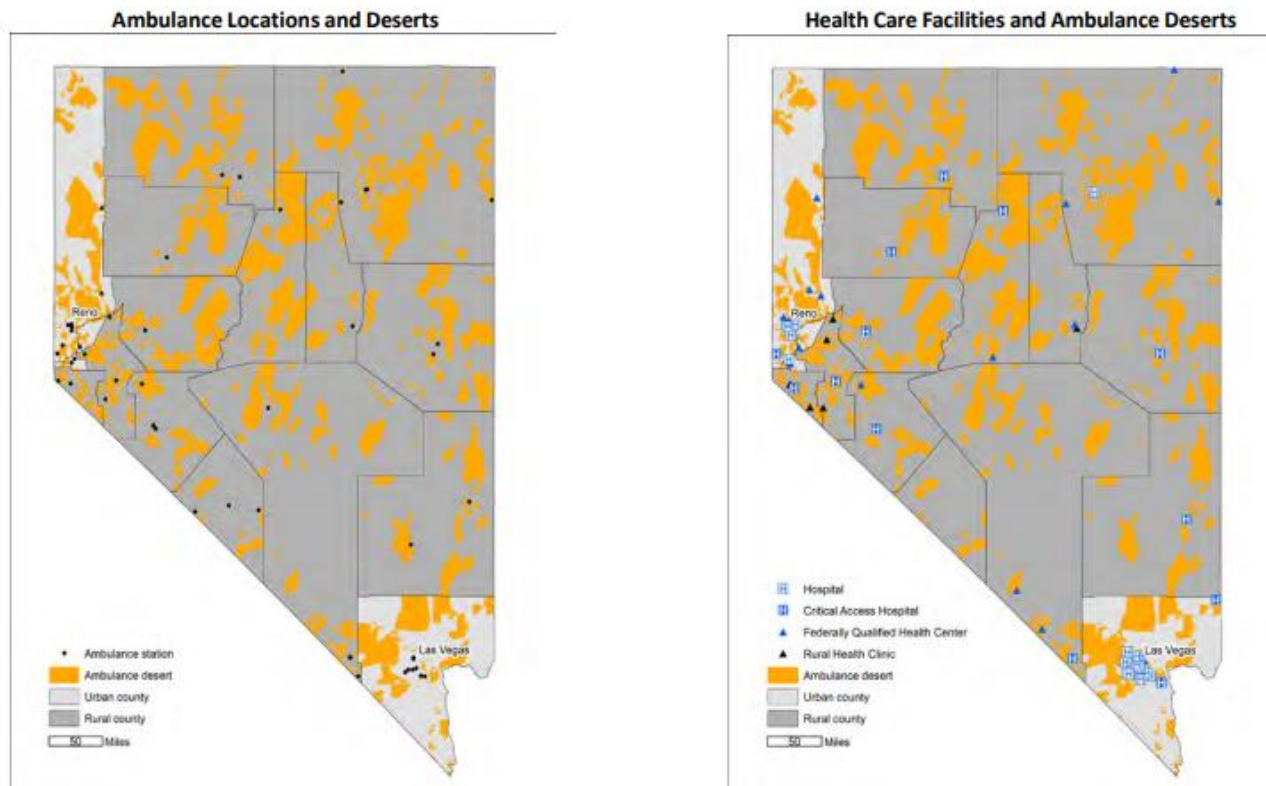 Ambulance Locations and Deserts
Reno
Las Vegas
Ambulance station
Ambulance desert
Urban county
Rural county
50 Miles
Health Care Facilities and Ambulance Deserts
Reno
Hospital
Critical Access Hospital
Federally Qualified Health Center
Rural Health Clinic
Las Vegas
Ambulance desert
Urban county
Rural county
50 Miles